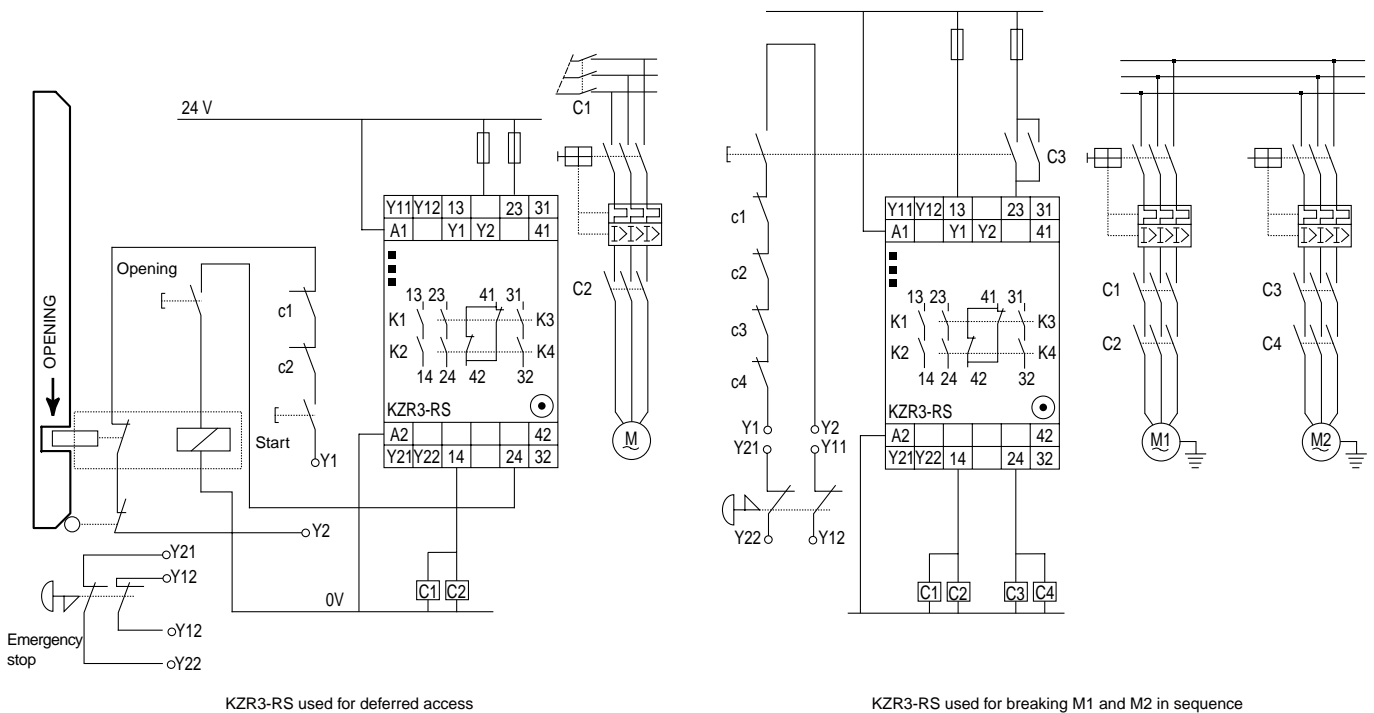 24 V
C1
Y11 Y12 13 23 31
A1 Y1 Y2 41
Opening
OPENING
c1
c2
Start
Y1
13 23 41 31
K1 K3
K2 K4
14 24 42 32
KZR3-RS
A2 42
Y21 Y22 14 24 32
C2
M
Y2
Y21
Y12
Y12
Y22
Emergency
stop
0V
C1 C2
KZR3-RS used for deferred access
C3
c1
c2
c3
c4
Y1 Y2
Y21 Y11
Y22 Y12
Y11 Y12 13 23 31
A1 Y1 Y2 41
13 23 41 31
K1 K3
K2 K4
14 24 42 32
KZR3-RS
A2 42
Y21 Y22 14 24 32
C1 C2 C3 C4
I> I> I>
I> I> I>
I> I> I>
C1 C3
C2 C4
M1 M2
KZR3-RS used for breaking M1 and M2 in sequence